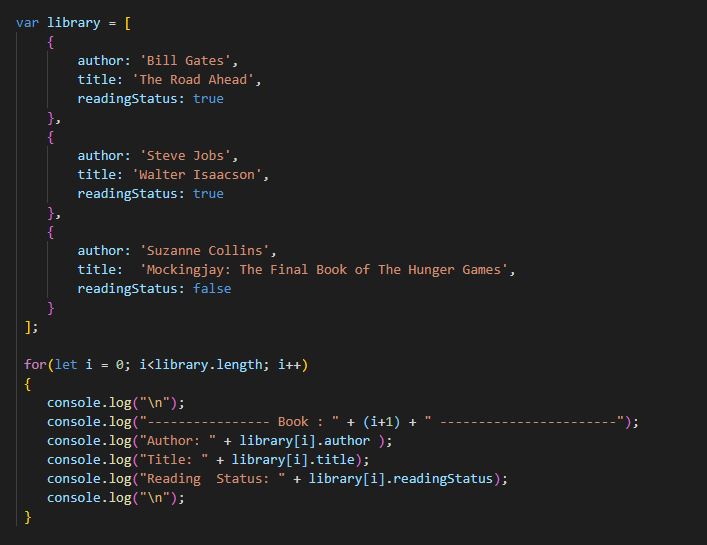 var library = [
    {
        author: 'Bill Gates',
        title: 'The Road Ahead',
        readingStatus: true
    },
    {
        author: 'Steve Jobs',
        title: 'Walter Isaacson',
        readingStatus: true
    },
    {
        author: 'Suzanne Collins',
        title:  'Mockingjay: The Final Book of The Hunger Games',
        readingStatus: false
    }
 ];

 for(let i = 0; i<library.length; i++)
 {
    console.log("\n");
    console.log("---------------- Book : " + (i+1) + " -----------------------");
    console.log("Author: " + library[i].author );
    console.log("Title: " + library[i].title);
    console.log("Reading  Status: " + library[i].readingStatus);
    console.log("\n");
 }